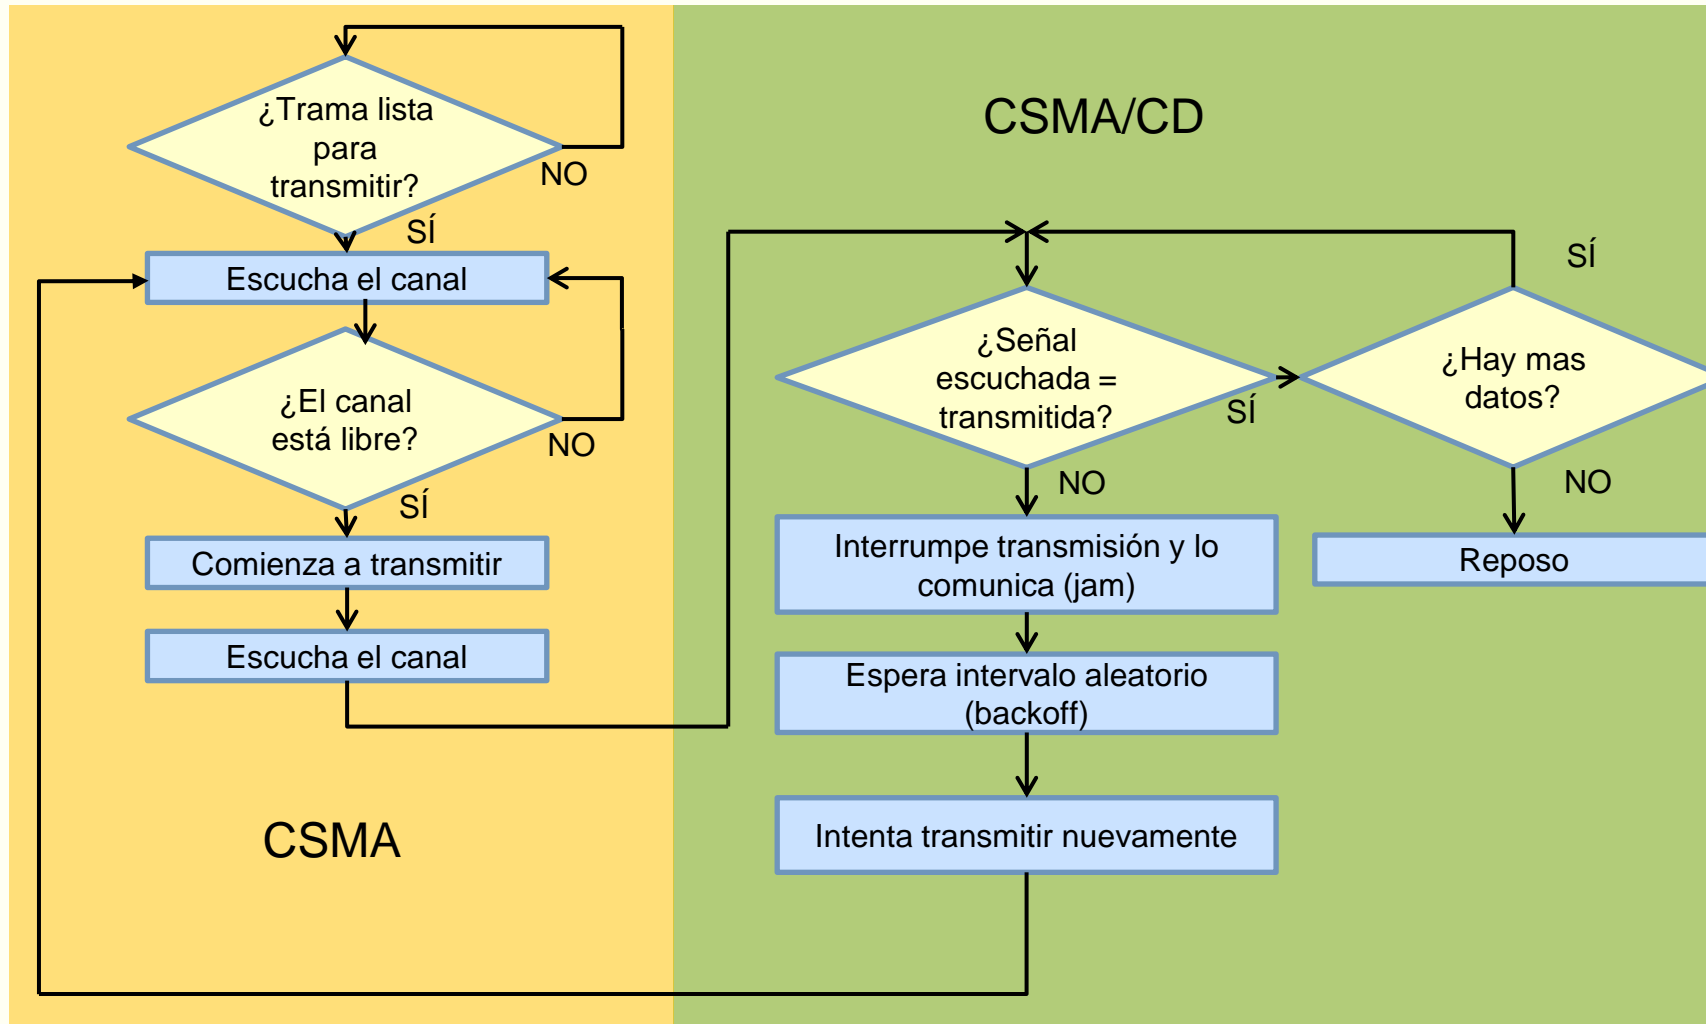 ¿Trama lista
para
transmitir?
NO
SÍ
Escucha el canal
¿El canal
está libre?
NO
SÍ
Comienza a transmitir
Escucha el canal
CSMA
CSMA/CD
¿Señal
escuchada =
transmitida?
SÍ
NO
¿Hay mas
datos?
SÍ
NO
Reposo
Interrumpe transmisión y lo
comunica (jam)
Espera intervalo aleatorio
(backoff)
Intenta transmitir nuevamente